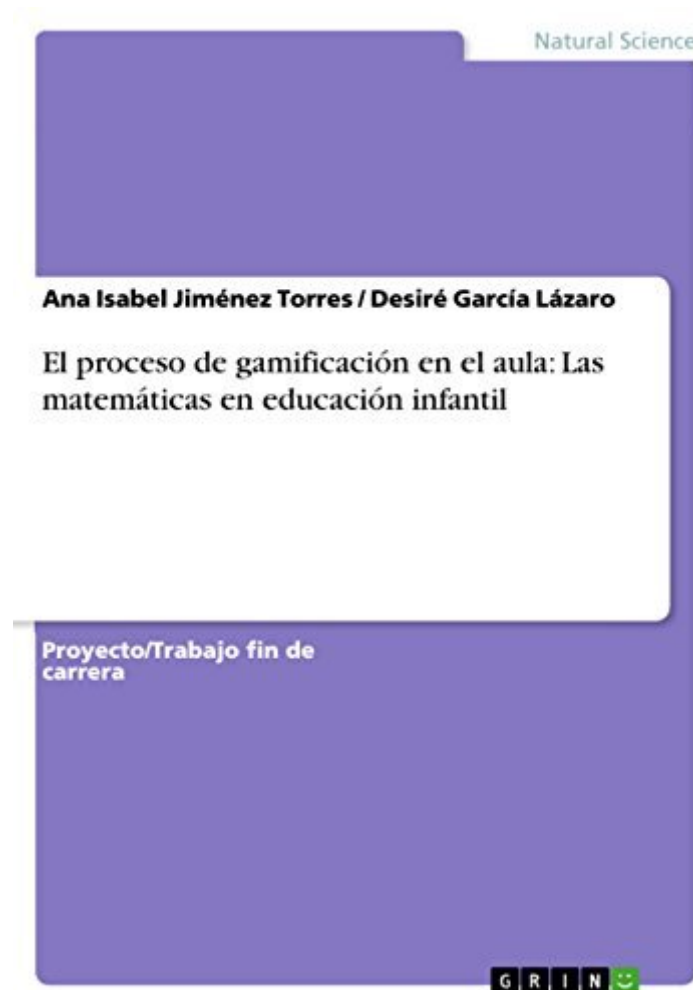 Natural Science
Ana Isabel Jiménez Torres / Desiré García Lázaro
El proceso de gamificación en el aula: Las
matemáticas en educación infantil
Proyecto/Trabajo fin de
carrera
GRIN